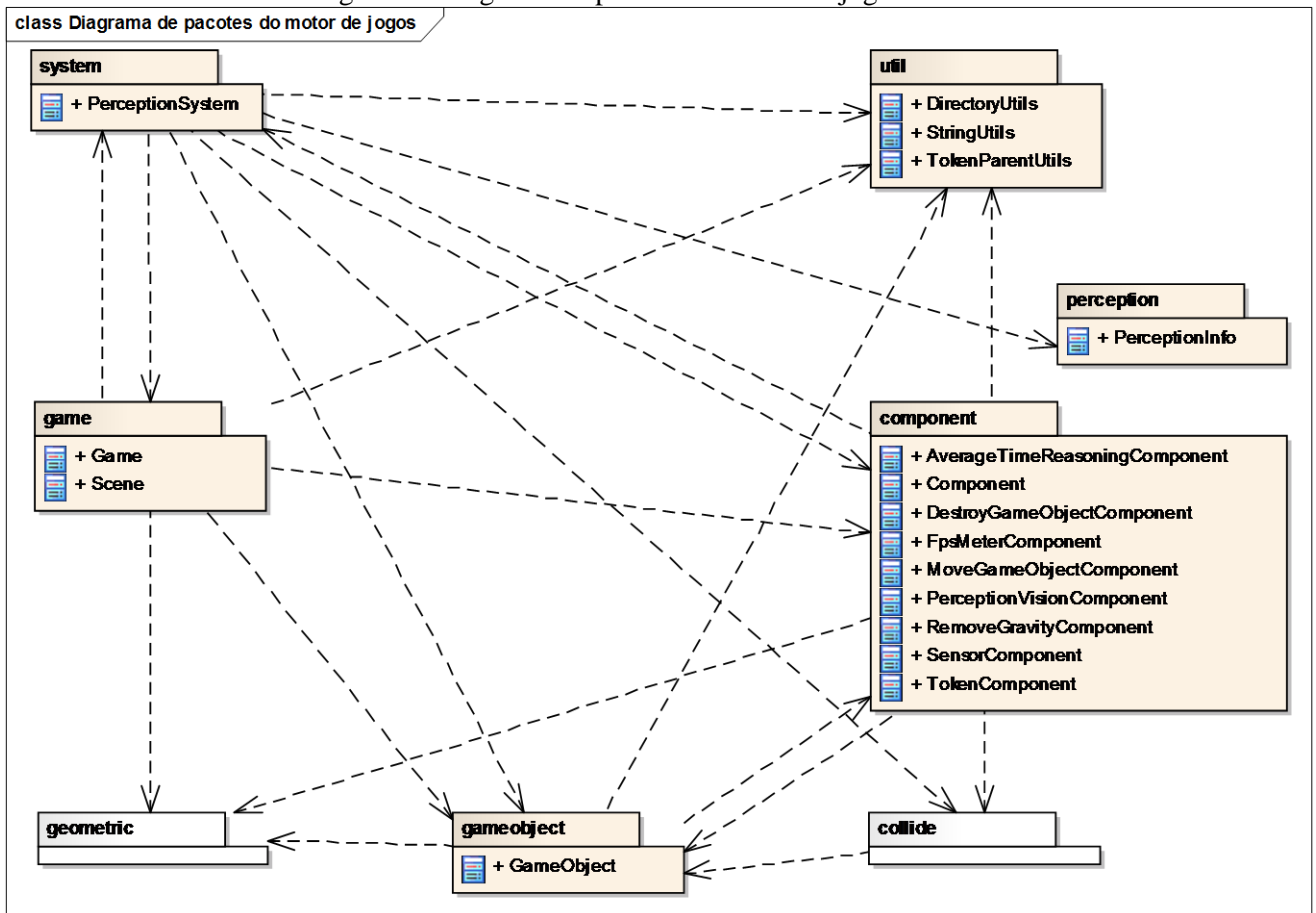 class Diagrama de pacotes do motor de jogos
system
+ PerceptionSystem
util
+ DirectoryUtils
+ StringUtils
+ TokenParentUtils
perception
+ PerceptionInfo
game
+ Game
+ Scene
component
+ AverageTimeReasoningComponent
+ Component
+ DestroyGameObjectComponent
+ FpsMeterComponent
+ MoveGameObjectComponent
+ PerceptionVisionComponent
+ RemoveGravityComponent
+ SensorComponent
+ TokenComponent
geometric
gameobject
+ GameObject
collide